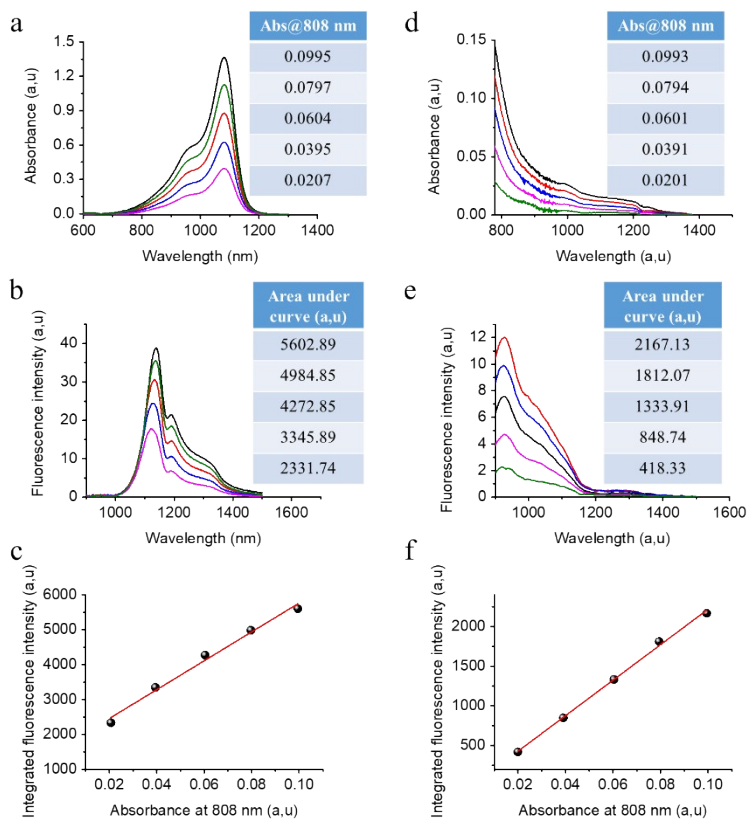 a
Abs@808 nm
0.0995
0.0797
0.0604
0.0395
0.0207
1.5
1.2
0.9
0.6
0.3
0.0
Absorbance (a,u)
600 800 1000 1200 1400
Wavelength (nm)
d
Abs@808 nm
0.0993
0.0794
0.0601
0.0391
0.0201
0.15
0.10
0.05
0.00
Absorbance (a,u)
800 1000 1200 1400
Wavelength (a,u)
b
Area under
curve (a,u)
5602.89
4984.85
4272.85
3345.89
2331.74
40
30
20
10
0
Fluorescence intensity (a,u)
1000 1200 1400 1600
Wavelength (nm)
e
Area under
curve (a,u)
2167.13
1812.07
1333.91
848.74
418.33
12
10
8
6
4
2
0
Fluorescence intensity (a,u)
1000 1200 1400 1600
Wavelength (a,u)
c
6000
5000
4000
3000
2000
1000
Integrated fluorescence intensity (a,u)
0.02 0.04 0.06 0.08 0.10
Absorbance at 808 nm (a,u)
f
2000
1500
1000
500
Integrated fluorescence intensity (a,u)
0.02 0.04 0.06 0.08 0.10
Absorbance at 808 nm (a,u)